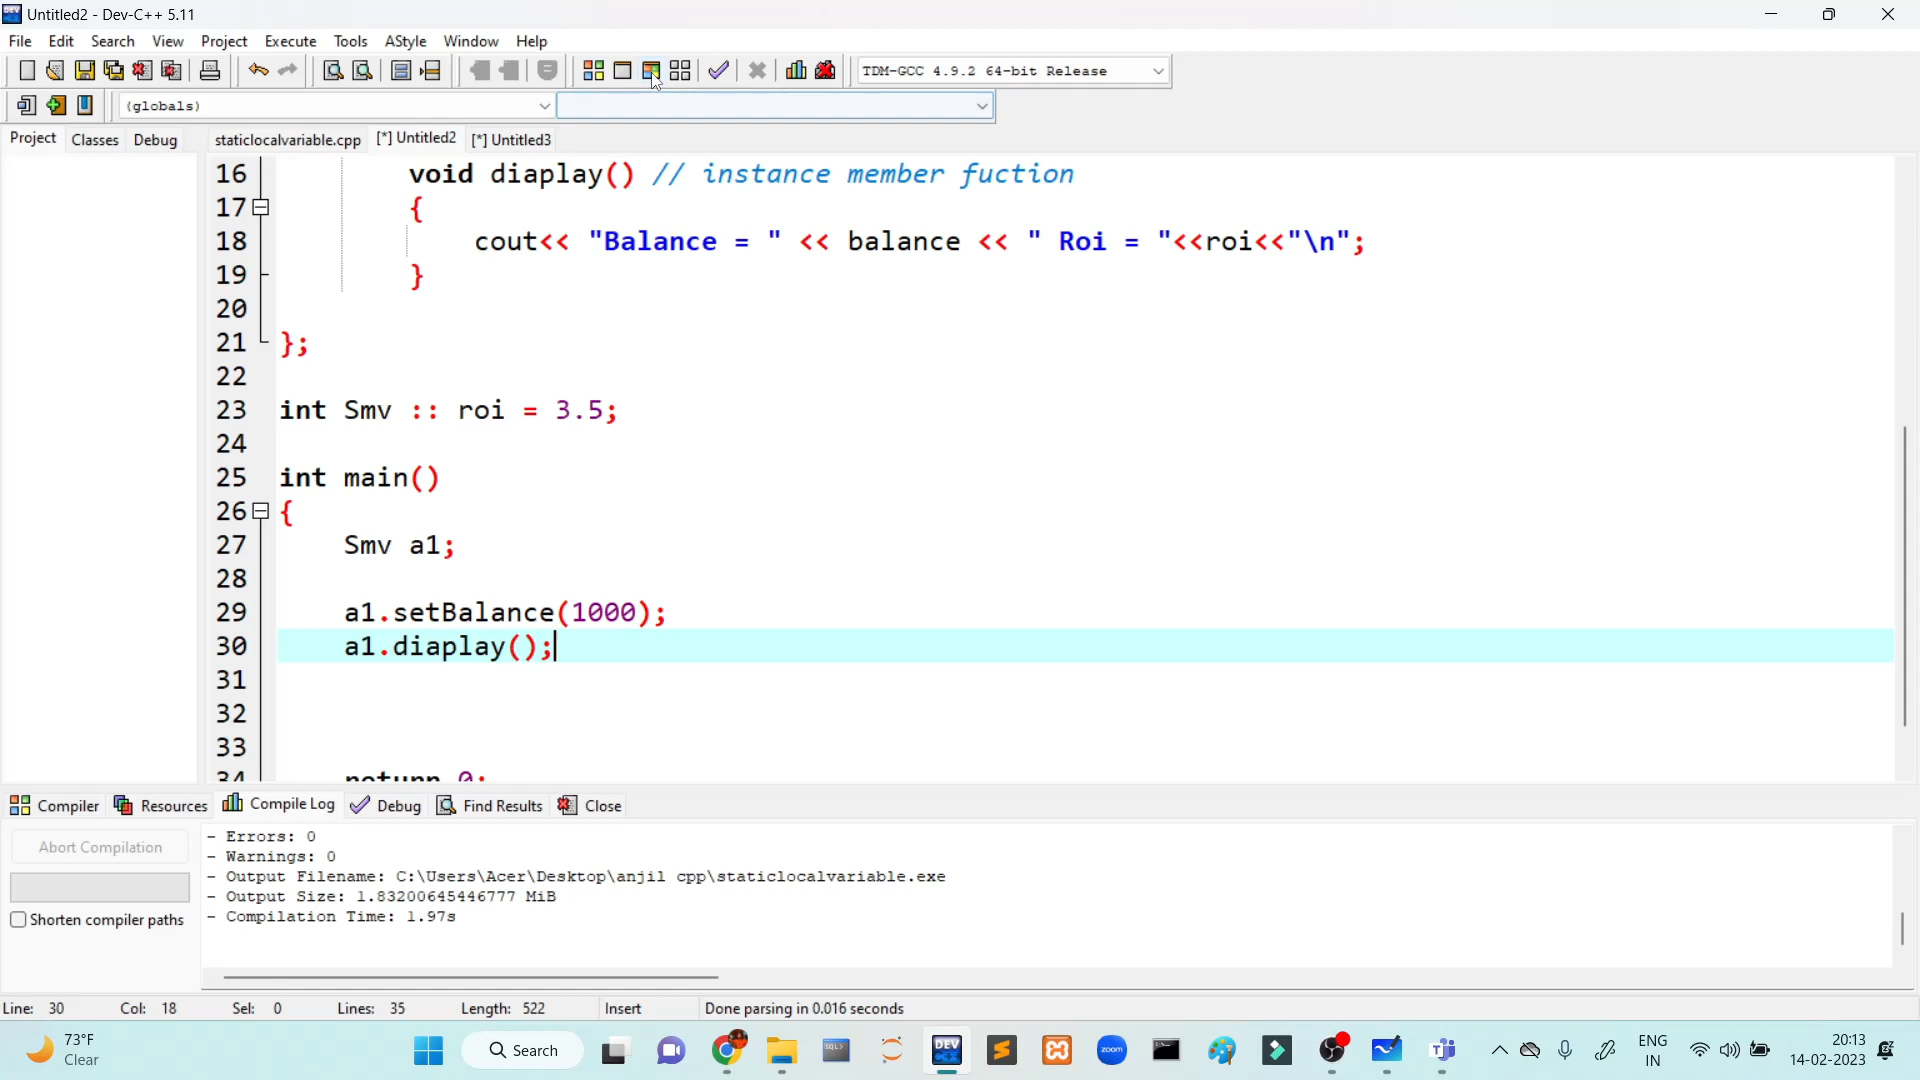 Untitled2 - Dev-C++ 5.11
File Edit Search View Project Execute Tools AStyle Window Help
TDM-GCC 4.9.2 64-bit Release
(globals)
Project Classes Debug staticlocalvariable.cpp [*] Untitled2 [*] Untitled3
16 void diaplay() // instance member fuction
17 {
18 cout<< "Balance = " << balance << " Roi = "<<roi<<"\n";
19 }
20
21 };
22
23 int Smv :: roi = 3.5;
24
25 int main()
26 {
27 Smv a1;
28
29 a1.setBalance(1000);
30 a1.diaplay();
31
32
33
34 return 0;
Compiler Resources Compile Log Debug Find Results Close
Abort Compilation
Shorten compiler paths
- Errors: 0
- Warnings: 0
- Output Filename: C:\Users\Acer\Desktop\anjil cpp\staticlocalvariable.exe
- Output Size: 1.83200645446777 MiB
- Compilation Time: 1.97s
Line: 30 Col: 18 Sel: 0 Lines: 35 Length: 522 Insert Done parsing in 0.016 seconds
73°F
Clear
Search
SQL>
DEV
zoom
ENG
IN
20:13
14-02-2023